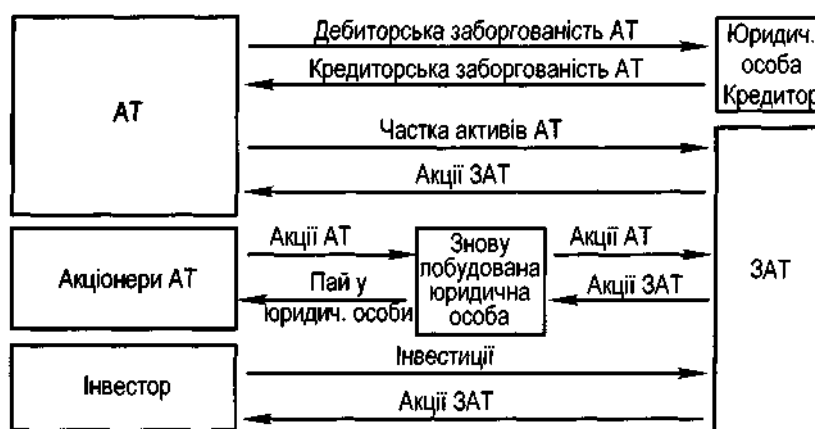 Дебиторська заборгованість АТ
Юридич.
особа
Кредитор
Кредиторська заборгованість АТ
АТ
Частка активів АТ
Акції ЗАТ
Акціонери АТ
Акції АТ
Пай у
юридич. особи
Знову
лобудована
юридична
особа
Акції АТ
Акції ЗАТ
ЗАТ
Інвестор
Інвестиції
Акції ЗАТ